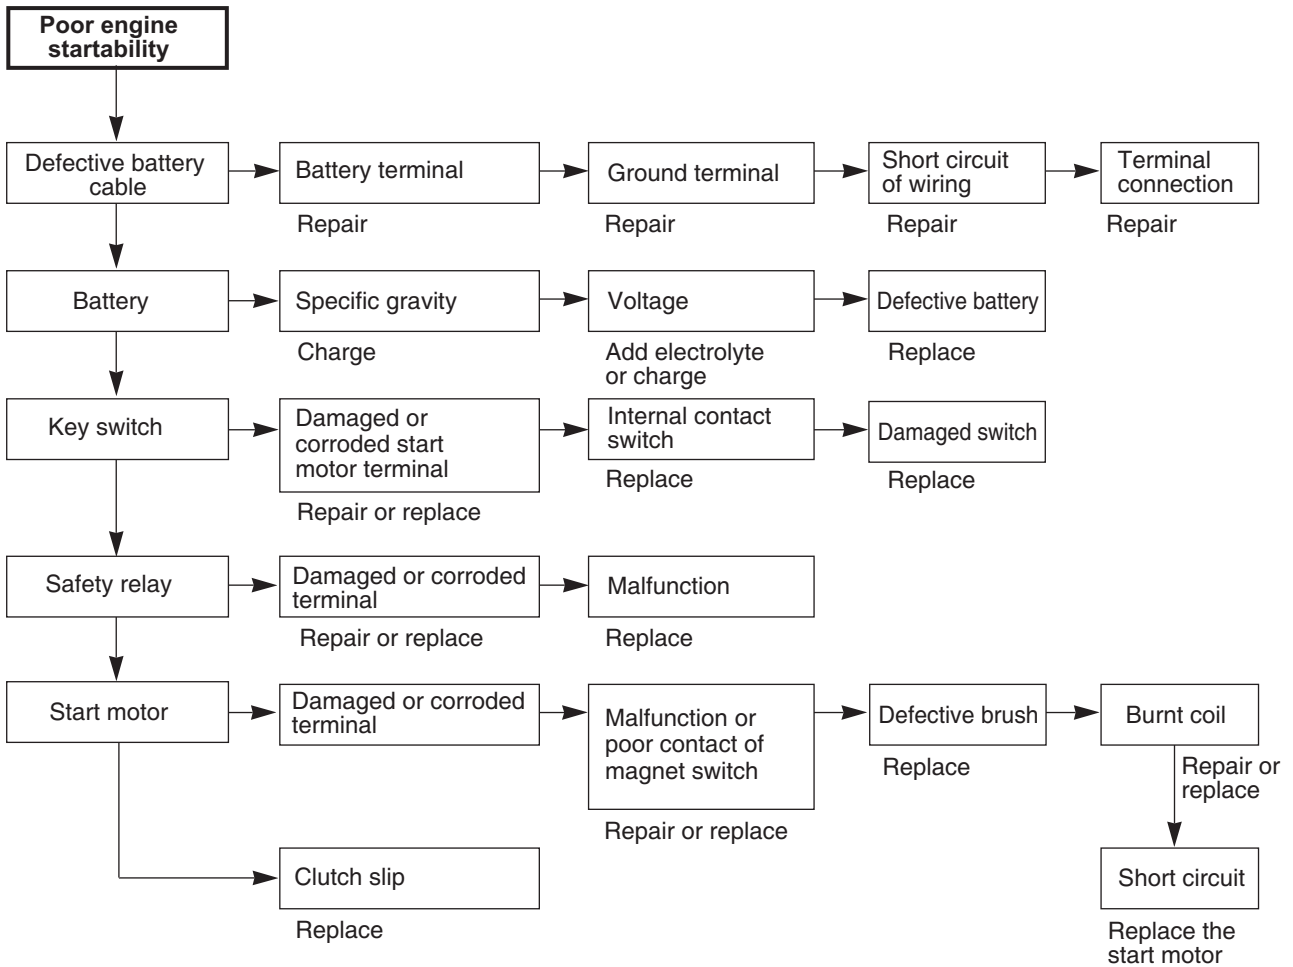 Poor engine
startability
Defective battery
cable
Battery terminal
Repair
Ground terminal
Repair
Short circuit
of wiring
Repair
Terminal
connection
Repair
Battery
Specific gravity
Charge
Voltage
Add electrolyte
or charge
Defective battery
Replace
Key switch
Damaged or
corroded start
motor terminal
Repair or replace
Internal contact
switch
Replace
Damaged switch
Replace
Safety relay
Damaged or corroded
terminal
Repair or replace
Malfunction
Replace
Start motor
Damaged or corroded
terminal
Malfunction or
poor contact of
magnet switch
Repair or replace
Defective brush
Replace
Burnt coil
Repair or
replace
Clutch slip
Replace
Short circuit
Replace the
start motor